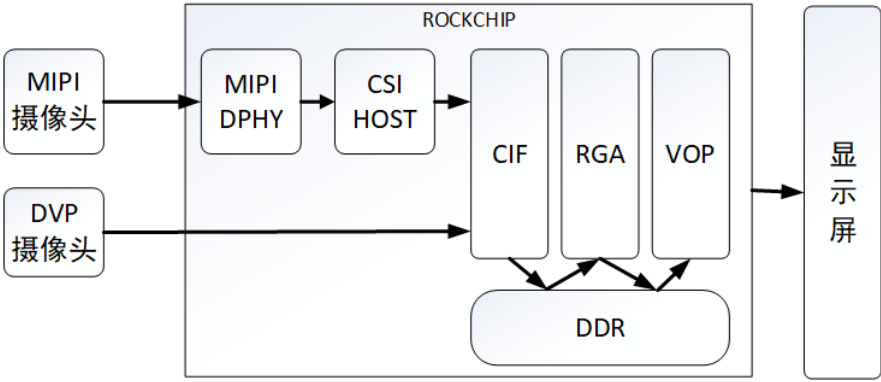 ROCKCHIP
MIPI
摄像头
MIPI
DPHY
CSI
HOST
CIF
RGA
VOP
显
示
屏
DVP
摄像头
DDR